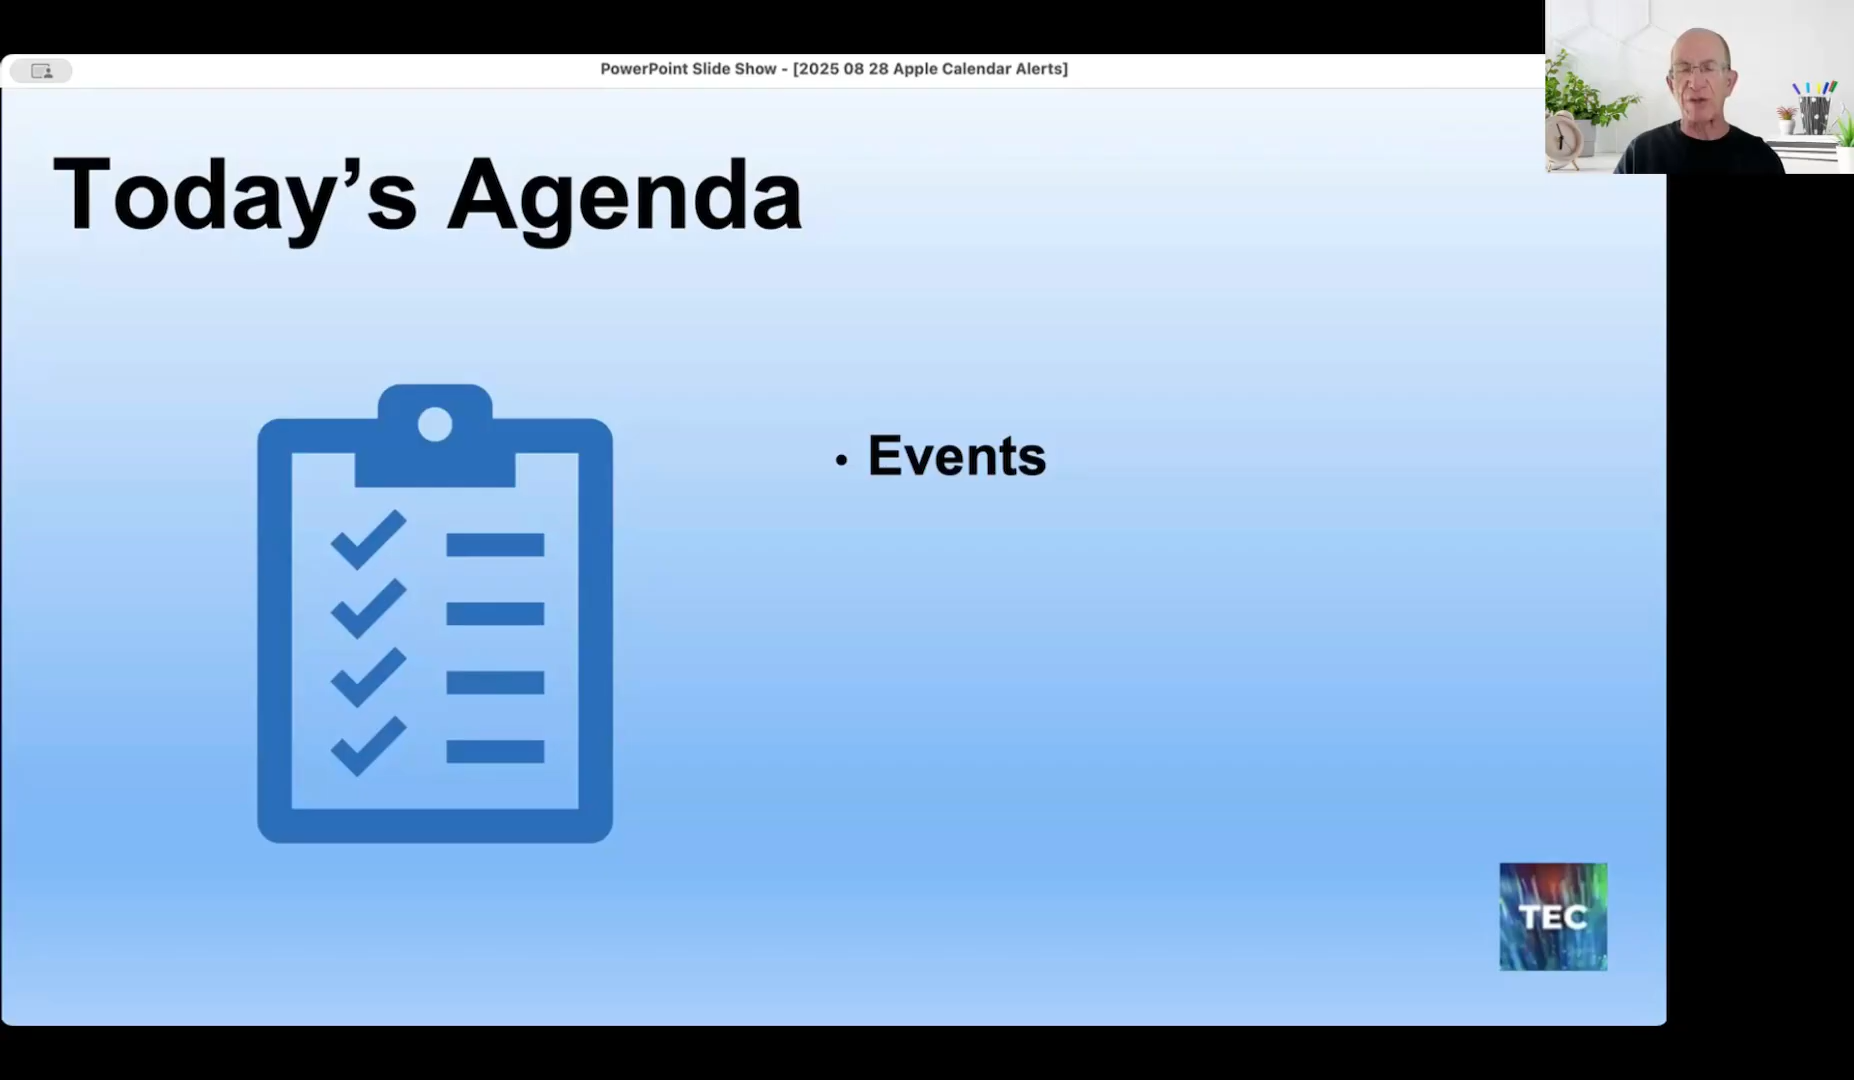 PowerPoint Slide Show - [2025 08 28 Apple Calendar Alerts]
Today’s Agenda
• Events
TEC